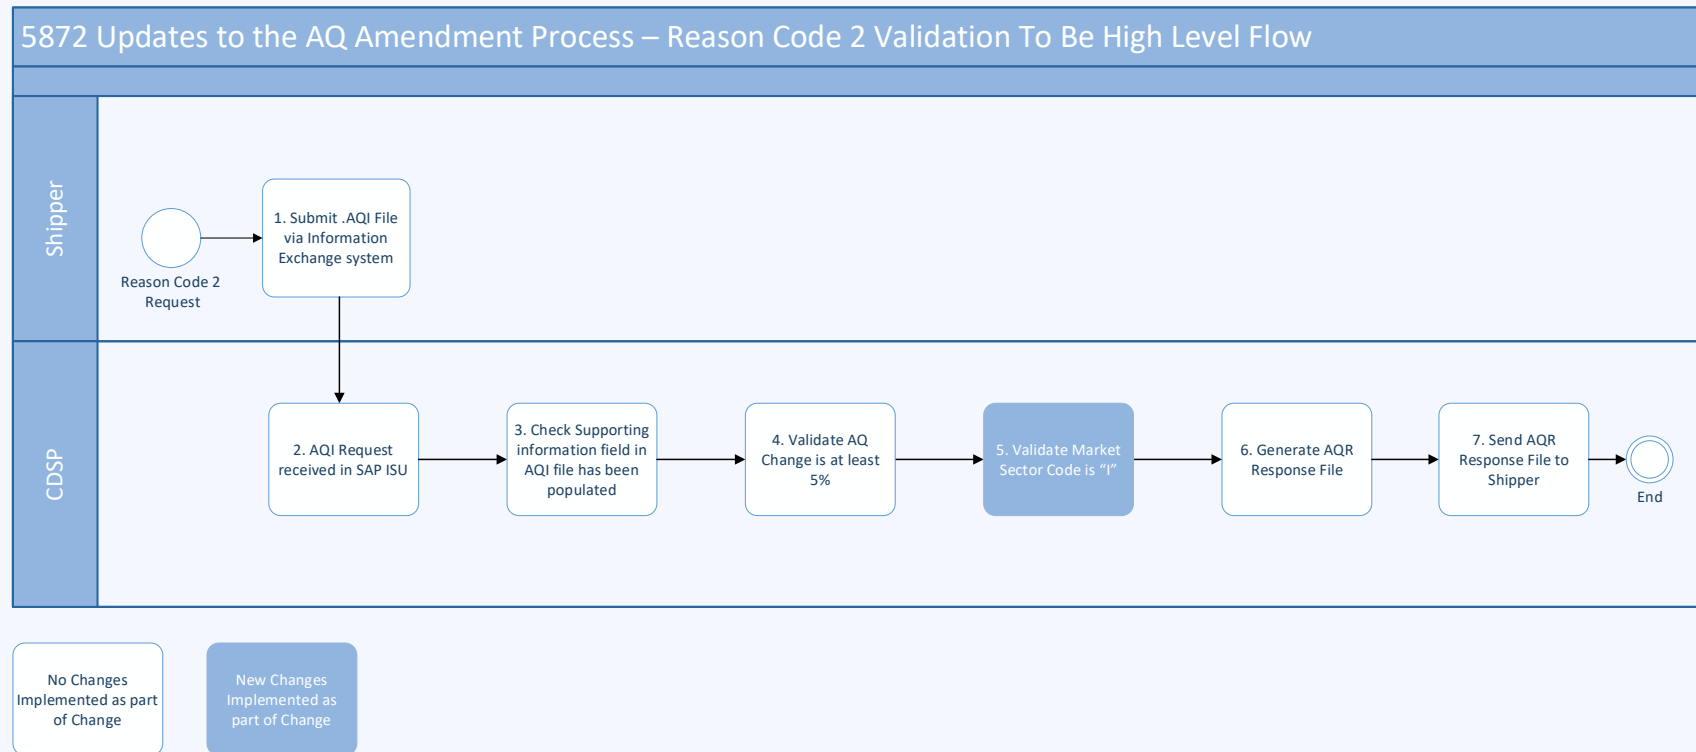 5872 Updates to the AQ Amendment Process – Reason Code 2 Validation To Be High Level Flow
Shipper
Reason Code 2
Request
1. Submit .AQI File
via Information
Exchange system
CDSP
2. AQI Request
received in SAP ISU
3. Check Supporting
information field in
AQI file has been
populated
4. Validate AQ
Change is at least
5%
5. Validate Market
Sector Code is “I”
6. Generate AQR
Response File
7. Send AQR
Response File to
Shipper
End
No Changes
Implemented as part
of Change
New Changes
Implemented as
part of Change